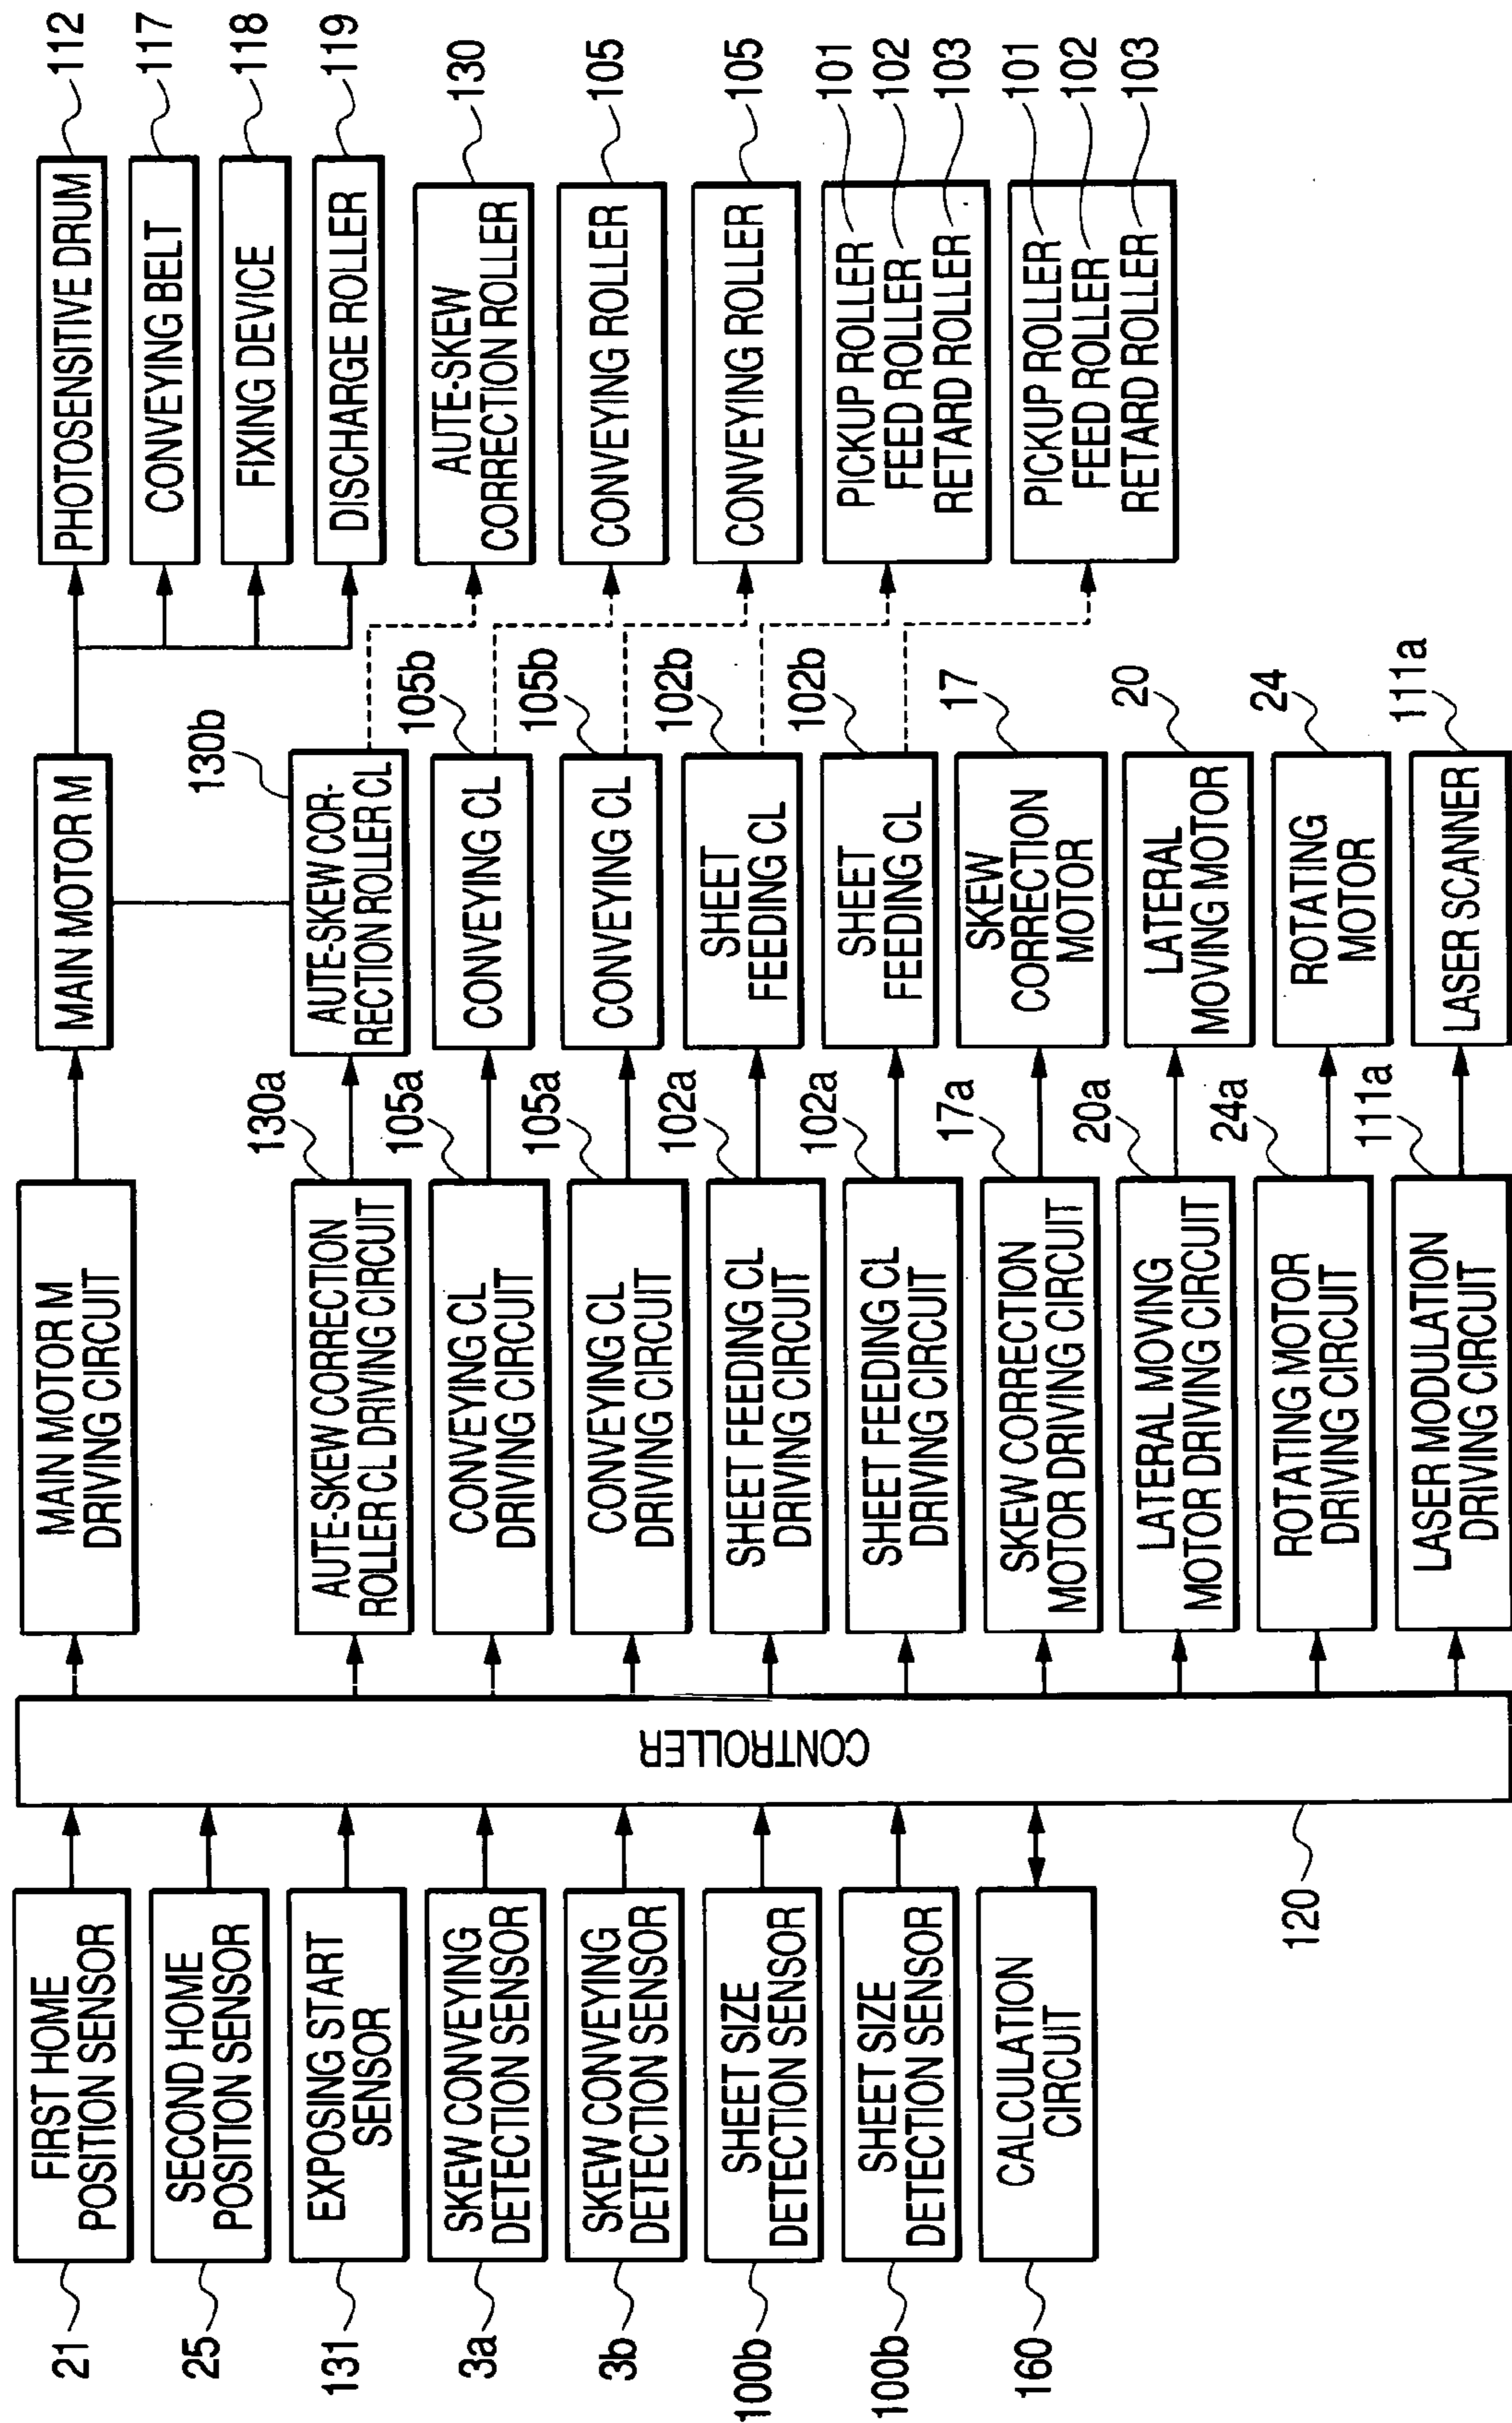 21
FIRST HOME
POSITION SENSOR
25
SECOND HOME
POSITION SENSOR
131
EXPOSING START
SENSOR
3a
SKEW CONVEYING
DETECTION SENSOR
3b
SKEW CONVEYING
DETECTION SENSOR
100b
SHEET SIZE
DETECTION SENSOR
100b
SHEET SIZE
DETECTION SENSOR
160
CALCULATION
CIRCUIT
CONTROLLER
120
MAIN MOTOR M
DRIVING CIRCUIT
AUTE-SKEW CORRECTION
ROLLER CL DRIVING CIRCUIT
130a
CONVEYING CL
DRIVING CIRCUIT
105a
CONVEYING CL
DRIVING CIRCUIT
105a
SHEET FEEDING CL
DRIVING CIRCUIT
102a
SHEET FEEDING CL
DRIVING CIRCUIT
102a
SKEW CORRECTION
MOTOR DRIVING CIRCUIT
17a
LATERAL MOVING
MOTOR DRIVING CIRCUIT
20a
ROTATING MOTOR
DRIVING CIRCUIT
24a
LASER MODULATION
DRIVING CIRCUIT
111a
MAIN MOTOR M
130b
AUTE-SKEW COR-
RECTION ROLLER CL
CONVEYING CL
105b
CONVEYING CL
105b
SHEET
FEEDING CL
102b
SHEET
FEEDING CL
102b
SKEW
CORRECTION
MOTOR
17
LATERAL
MOVING MOTOR
20
ROTATING
MOTOR
24
LASER SCANNER
111a
PHOTOSENSITIVE DRUM
112
CONVEYING BELT
117
FIXING DEVICE
118
DISCHARGE ROLLER
119
AUTE-SKEW
CORRECTION ROLLER
130
CONVEYING ROLLER
105
CONVEYING ROLLER
105
PICKUP ROLLER 101
FEED ROLLER 102
RETARD ROLLER 103
PICKUP ROLLER 101
FEED ROLLER 102
RETARD ROLLER 103